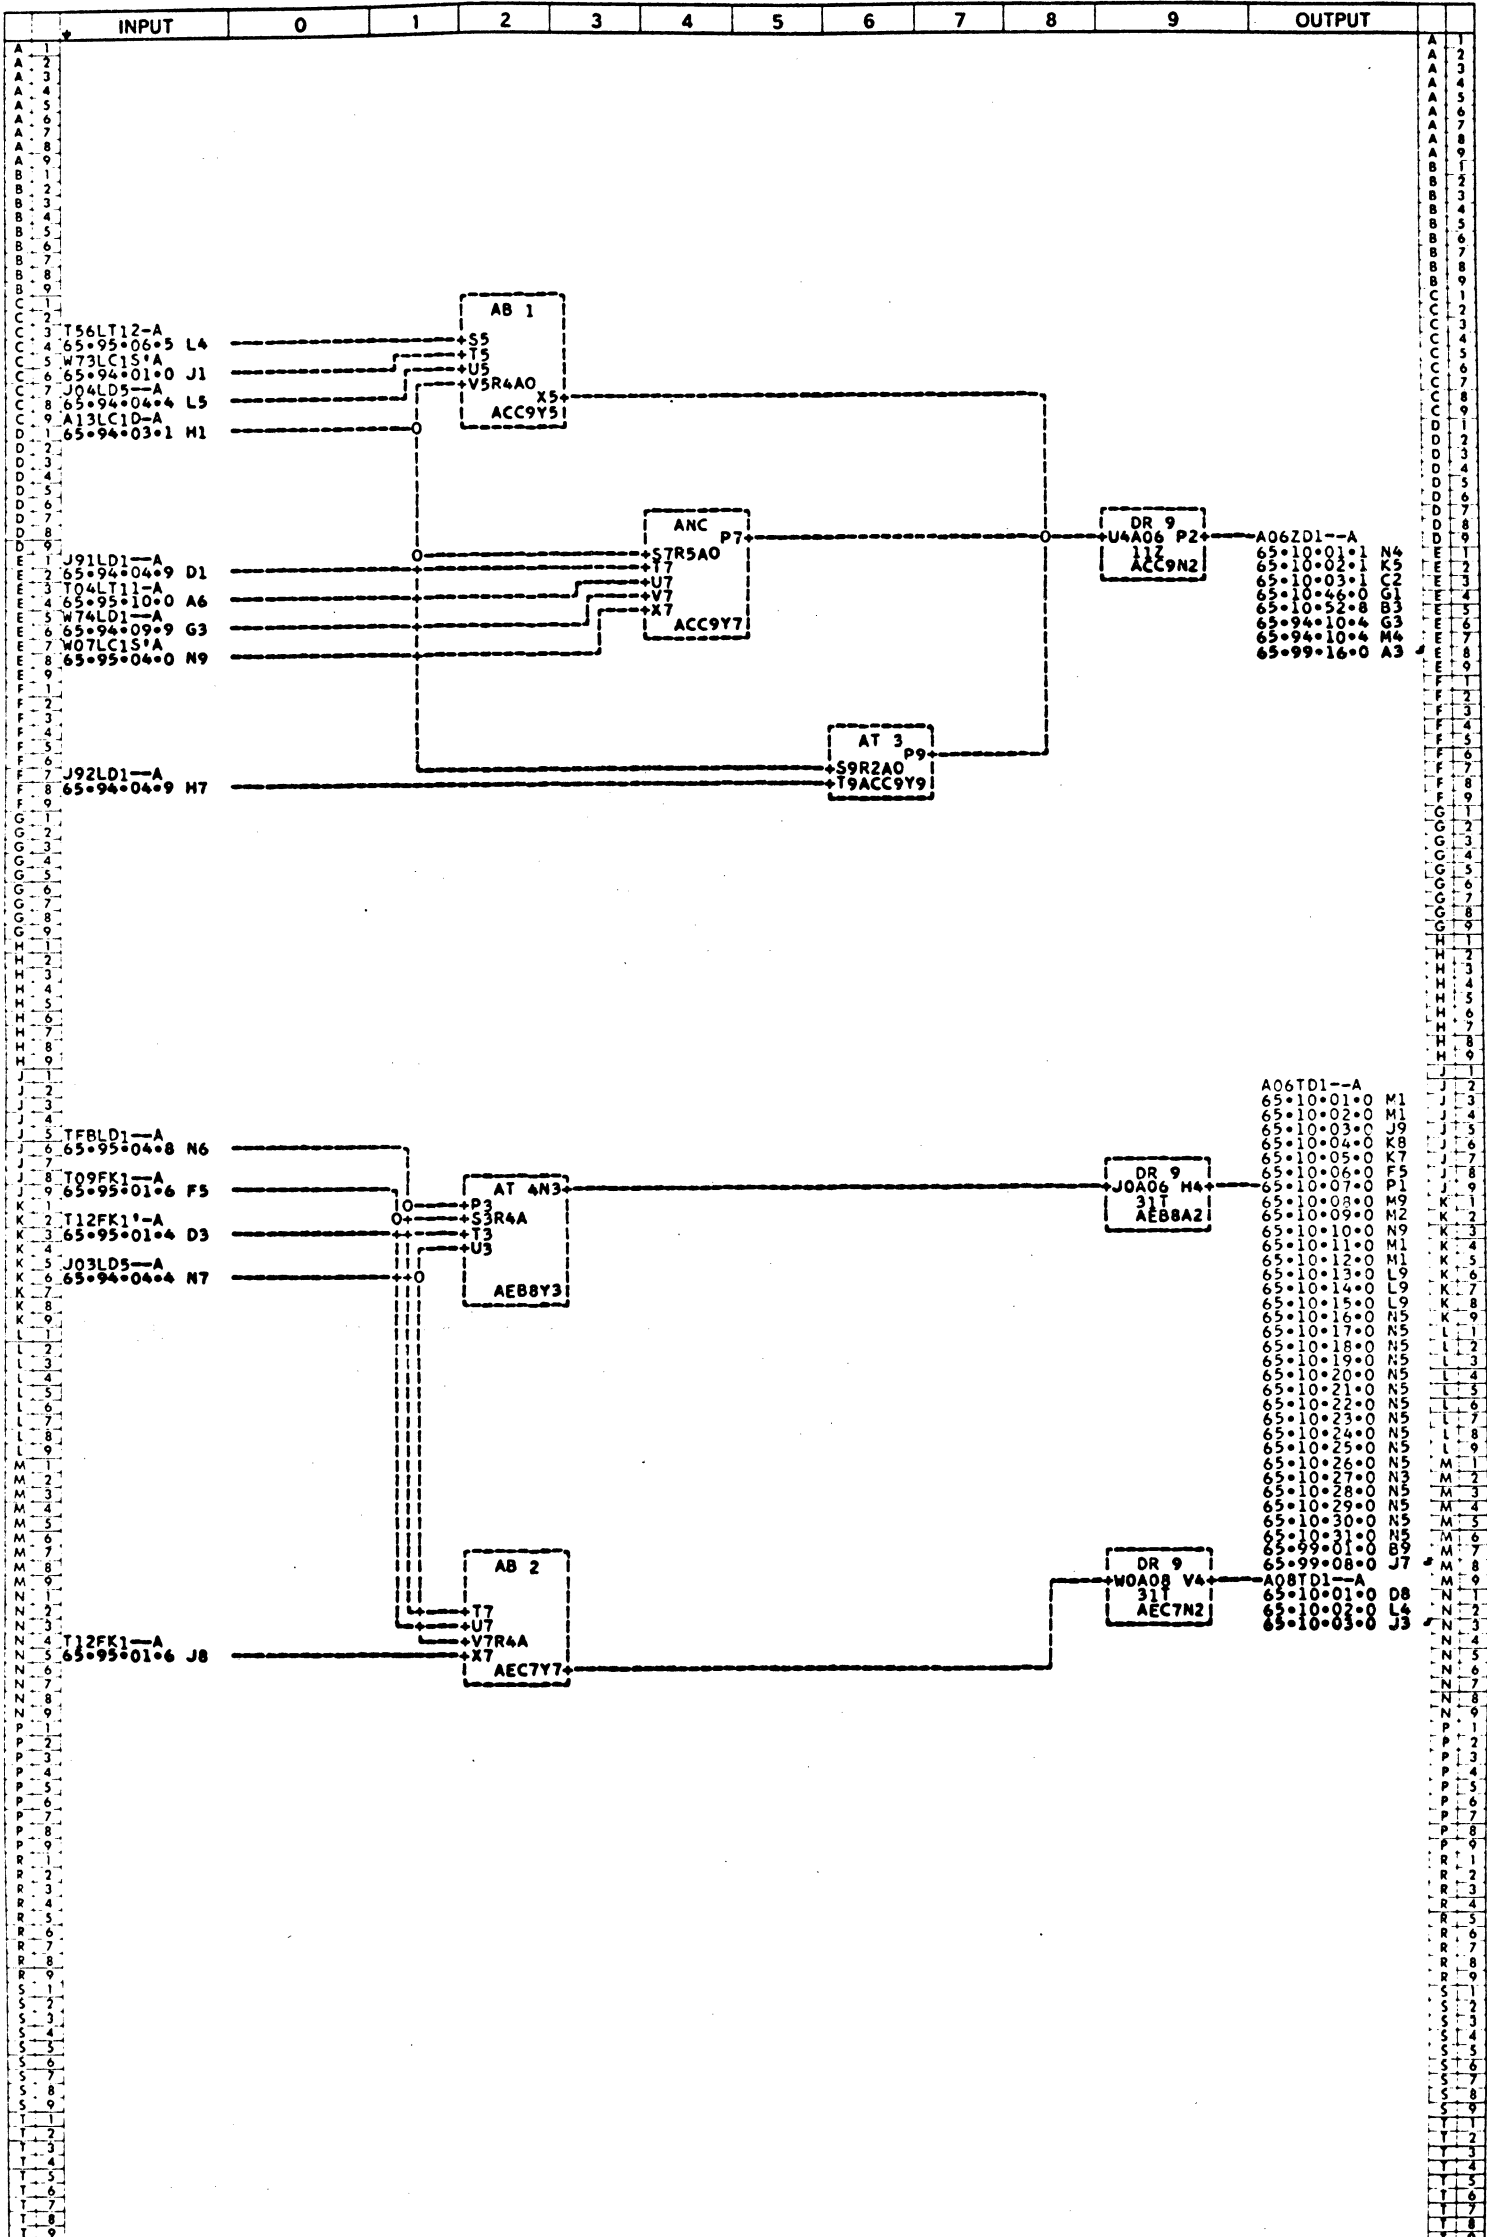 INPUT 0 1 2 3 4 5 6 7 8 9 OUTPUT
AB 1
T56LT12-A
65•95•06•5 L4
S5
W73LC1S'A
T5
65•94•01•0 J1
U5
J04LD5--A
V5R4A0
65•94•04•4 L5
X5
A13LC1D-A
ACC9Y5
65•94•03•1 H1
ANC
P7
S7R5A0
J91LD1--A
65•94•04•9 D1
T7
T04LT11-A
U7
65•95•10•0 A6
V7
W74LD1--A
X7
65•94•09•9 G3
ACC9Y7
W07LC1S'A
65•95•04•0 N9
DR 9
U4A06 P2
11Z
ACC9N2
A06ZD1--A
65•10•01•1 N4
65•10•02•1 K5
65•10•03•1 C2
65•10•46•0 G1
65•10•52•8 B3
65•94•10•4 G3
65•94•10•4 M4
65•99•16•0 A3
AT 3
P9
S9R2A0
T9ACC9Y9
J92LD1--A
65•94•04•9 H7
TFBLD1--A
65•95•04•8 N6
T09FK1--A
65•95•01•6 F5
T12FK1'-A
65•95•01•4 D3
J03LD5--A
65•94•04•4 N7
AT 4N3
P3
S3R4A
T3
U3
AEB8Y3
DR 9
J0A06 H4
31T
AEB8A2
A06TD1--A
65•10•01•0 M1
65•10•02•0 M1
65•10•03•0 J9
65•10•04•0 K8
65•10•05•0 K7
65•10•06•0 F5
65•10•07•0 P1
65•10•08•0 M9
65•10•09•0 M2
65•10•10•0 N9
65•10•11•0 M1
65•10•12•0 M1
65•10•13•0 L9
65•10•14•0 L9
65•10•15•0 L9
65•10•16•0 N5
65•10•17•0 N5
65•10•18•0 N5
65•10•19•0 N5
65•10•20•0 N5
65•10•21•0 N5
65•10•22•0 N5
65•10•23•0 N5
65•10•24•0 N5
65•10•25•0 N5
65•10•26•0 N5
65•10•27•0 N3
65•10•28•0 N5
65•10•29•0 N5
65•10•30•0 N5
65•10•31•0 N5
65•99•01•0 B9
65•99•08•0 J7
AB 2
T7
U7
V7R4A
X7
AEC7Y7
T12FK1--A
65•95•01•6 J8
DR 9
W0A08 V4
31T
AEC7N2
A08TD1--A
65•10•01•0 D8
65•10•02•0 L4
65•10•03•0 J3